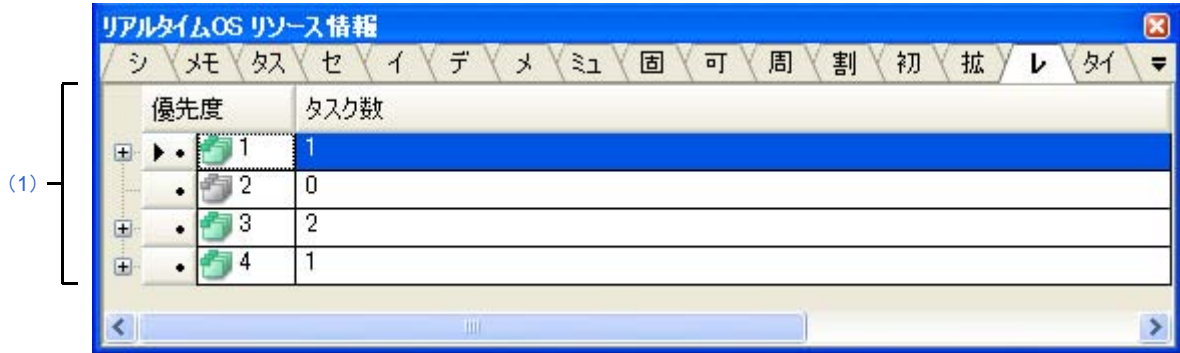 リアルタイムOS リソース情報
シ メモ タス セ イ デ メ ミュ 固 可 周 割 初 拡 レ タイ
優先度 タスク数
1 1
(1)
2 0
3 2
4 1